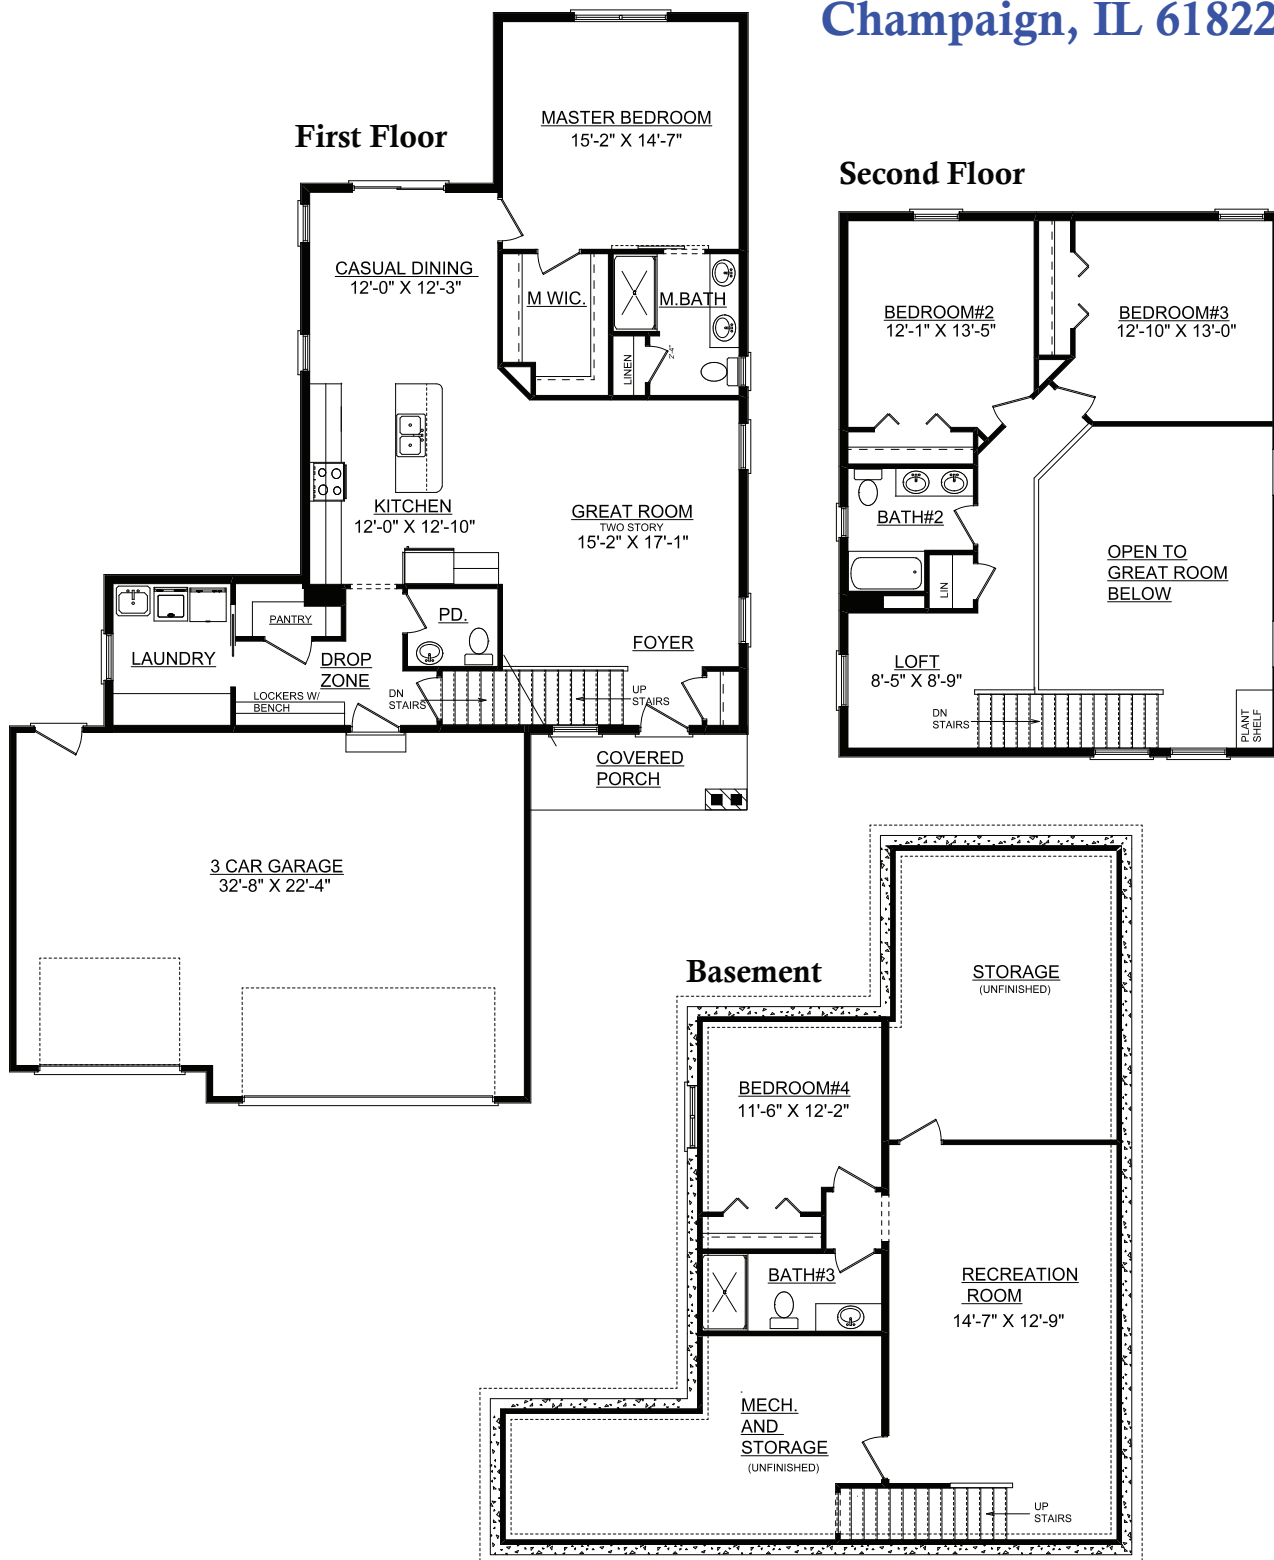 Champaign, IL 61822
First Floor
MASTER BEDROOM
15'-2" X 14'-7"
CASUAL DINING
12'-0" X 12'-3"
M WIC.
M.BATH
LINEN
2'-4"
KITCHEN
12'-0" X 12'-10"
GREAT ROOM
TWO STORY
15'-2" X 17'-1"
PANTRY
PD.
FOYER
LAUNDRY
DROP
ZONE
LOCKERS W/
BENCH
DN
STAIRS
UP
STAIRS
COVERED
PORCH
3 CAR GARAGE
32'-8" X 22'-4"
Second Floor
BEDROOM#2
12'-1" X 13'-5"
BEDROOM#3
12'-10" X 13'-0"
BATH#2
LIN
OPEN TO
GREAT ROOM
BELOW
LOFT
8'-5" X 8'-9"
DN
STAIRS
PLANT
SHELF
Basement
STORAGE
(UNFINISHED)
BEDROOM#4
11'-6" X 12'-2"
BATH#3
RECREATION
ROOM
14'-7" X 12'-9"
MECH.
AND
STORAGE
(UNFINISHED)
UP
STAIRS